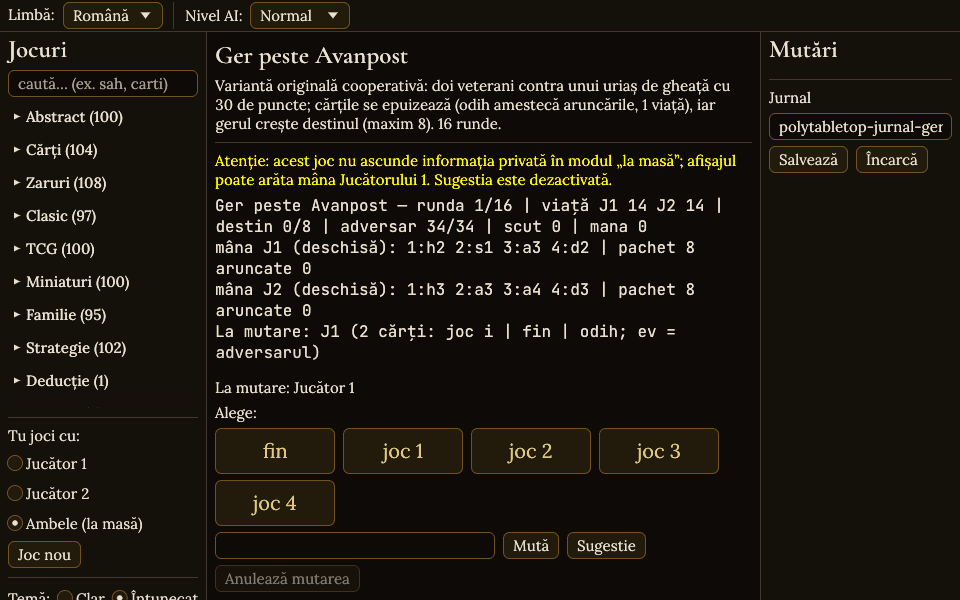 Limbă: Română ▼ Nivel AI: Normal ▼
Jocuri
caută... (ex. sah, carti)
▸ Abstract (100)
▸ Cărți (104)
▸ Zaruri (108)
▸ Clasic (97)
▸ TCG (100)
▸ Miniaturi (100)
▸ Familie (95)
▸ Strategie (102)
▸ Deducție (1)
Tu joci cu:
Jucător 1
Jucător 2
Ambele (la masă)
Joc nou
Temă: Clar Întunecat
Ger peste Avanpost
Variantă originală cooperativă: doi veterani contra unui uriaș de gheață cu
30 de puncte; cărțile se epuizează (odih amestecă aruncările, 1 viață), iar
gerul crește destinul (maxim 8). 16 runde.
Atenție: acest joc nu ascunde informația privată în modul „la masă”; afișajul
poate arăta mâna Jucătorului 1. Sugestia este dezactivată.
Ger peste Avanpost — runda 1/16 | viață J1 14 J2 14 |
destin 0/8 | adversar 34/34 | scut 0 | mana 0
mâna J1 (deschisă): 1:h2 2:s1 3:a3 4:d2 | pachet 8
aruncate 0
mâna J2 (deschisă): 1:h3 2:a3 3:a4 4:d3 | pachet 8
aruncate 0
La mutare: J1 (2 cărți: joc i | fin | odih; ev =
adversarul)
La mutare: Jucător 1
Alege:
fin joc 1 joc 2 joc 3
joc 4
Mută Sugestie
Anulează mutarea
Mutări
Jurnal
polytabletop-jurnal-ger
Salvează Încarcă